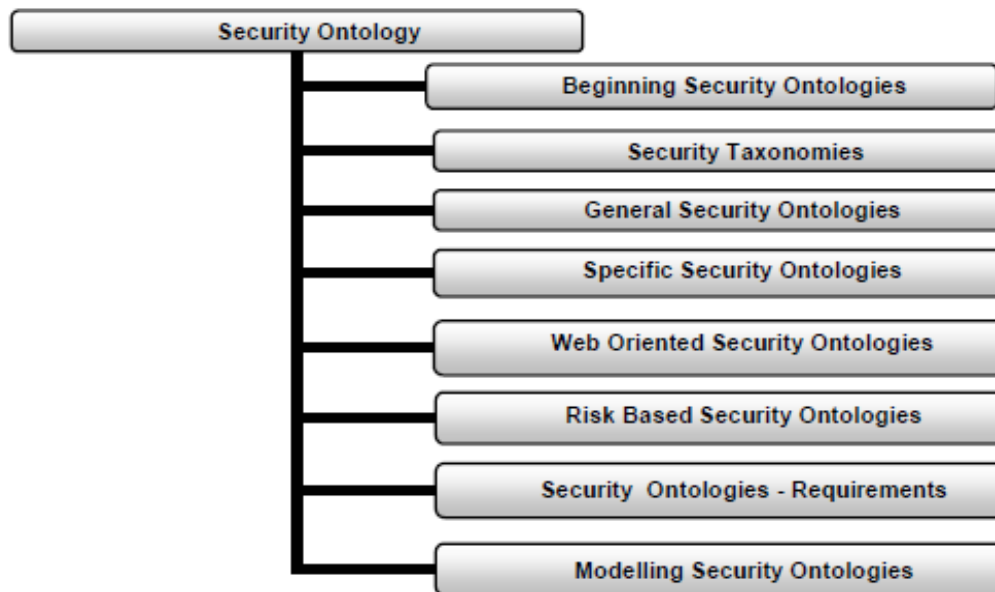 Security Ontology
Beginning Security Ontologies
Security Taxonomies
General Security Ontologies
Specific Security Ontologies
Web Oriented Security Ontologies
Risk Based Security Ontologies
Security Ontologies - Requirements
Modelling Security Ontologies